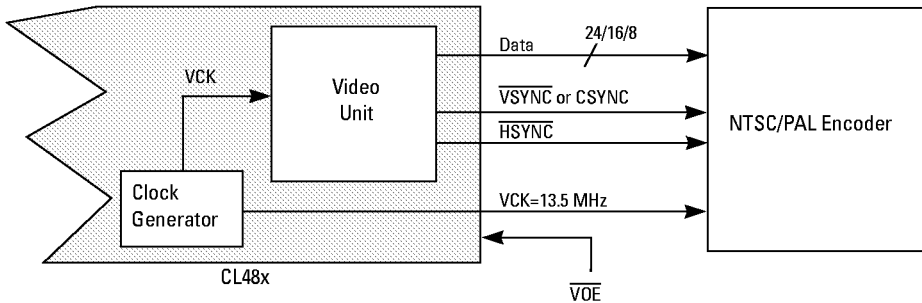 Data
24/16/8
VCK
Video
Unit
VSYNC or CSYNC
HSYNC
NTSC/PAL Encoder
Clock
Generator
VCK=13.5 MHz
CL48x
VOE